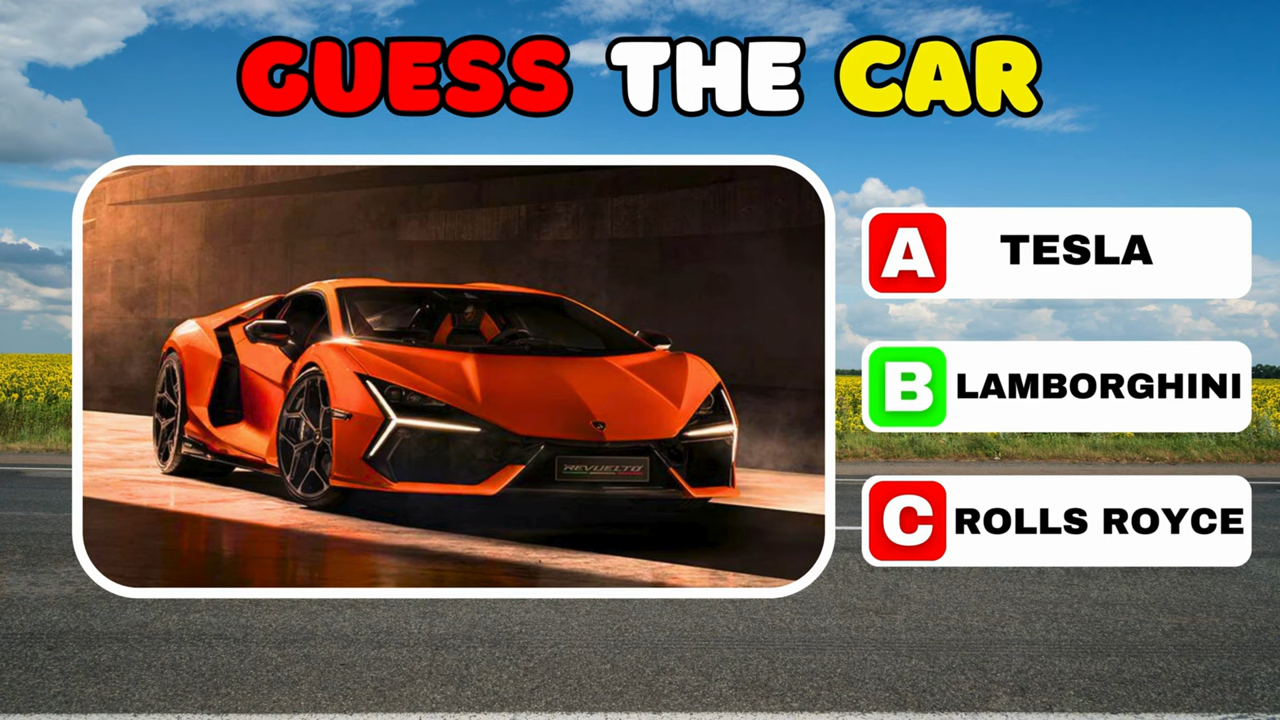 GUESS THE CAR
A TESLA
B LAMBORGHINI
C ROLLS ROYCE
REVUELTO